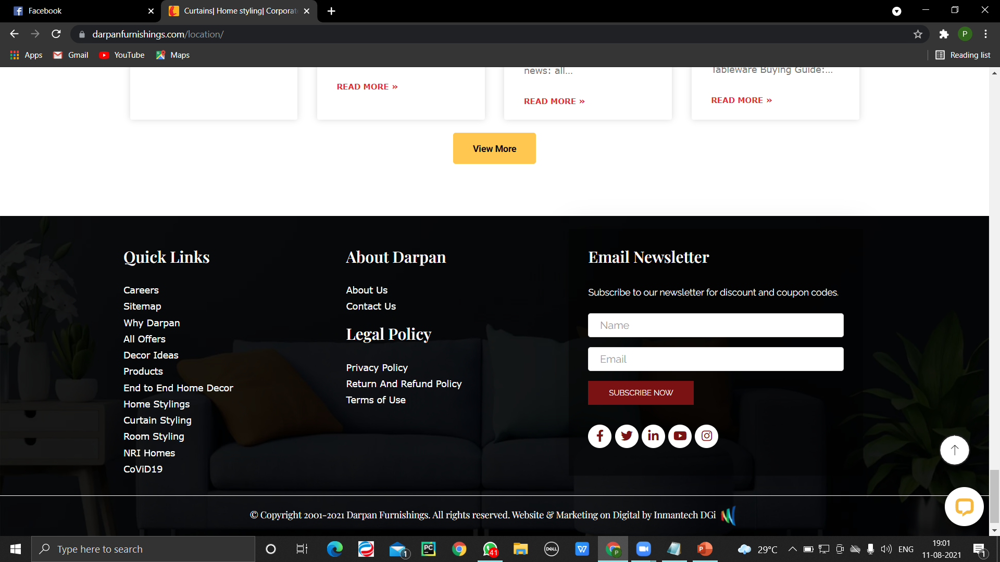 Facebook
Curtains| Home styling| Corporat
darpanfurnishings.com/location/
P
Apps
Gmail
YouTube
Maps
Reading list
news: all...
Tableware Buying Guide:...
READ MORE »
READ MORE »
READ MORE »
View More
Quick Links
Careers
Sitemap
Why Darpan
All Offers
Decor Ideas
Products
End to End Home Decor
Home Stylings
Curtain Styling
Room Styling
NRI Homes
CoViD19
About Darpan
About Us
Contact Us
Legal Policy
Privacy Policy
Return And Refund Policy
Terms of Use
Email Newsletter
Subscribe to our newsletter for discount and coupon codes.
Name
Email
SUBSCRIBE NOW
© Copyright 2001-2021 Darpan Furnishings. All rights reserved. Website & Marketing on Digital by Inmantech DGi
Type here to search
1
PC
41
DELL
W
P
P
29°C
ENG
19:01
11-08-2021
1